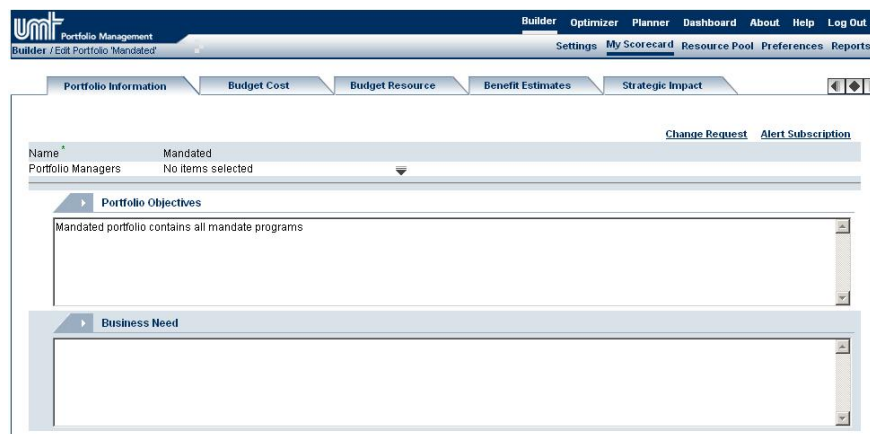 umt Portfolio Management
Builder Optimizer Planner Dashboard About Help Log Out
Builder / Edit Portfolio 'Mandated'
Settings My Scorecard Resource Pool Preferences Reports
Portfolio Information Budget Cost Budget Resource Benefit Estimates Strategic Impact
Change Request Alert Subscription
Name * Mandated
Portfolio Managers No items selected
Portfolio Objectives
Mandated portfolio contains all mandate programs
Business Need